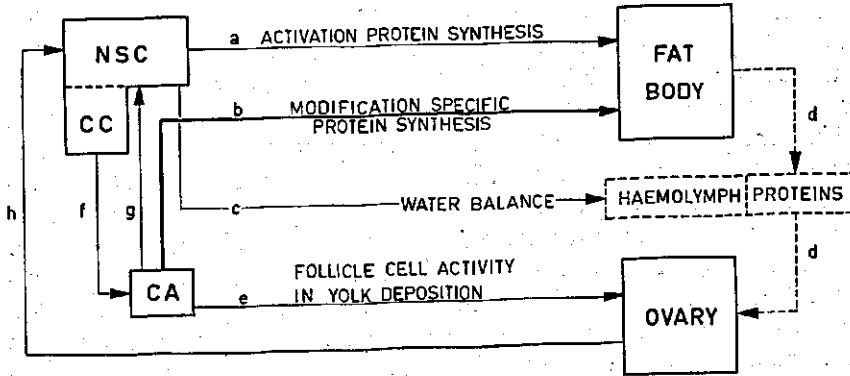 NSC
CC
a ACTIVATION PROTEIN SYNTHESIS
FAT
BODY
b MODIFICATION SPECIFIC
PROTEIN SYNTHESIS
d
h
f
g
c WATER BALANCE
HAEMOLYMPH PROTEINS
d
CA
e FOLLICLE CELL ACTIVITY
IN YOLK DEPOSITION
OVARY